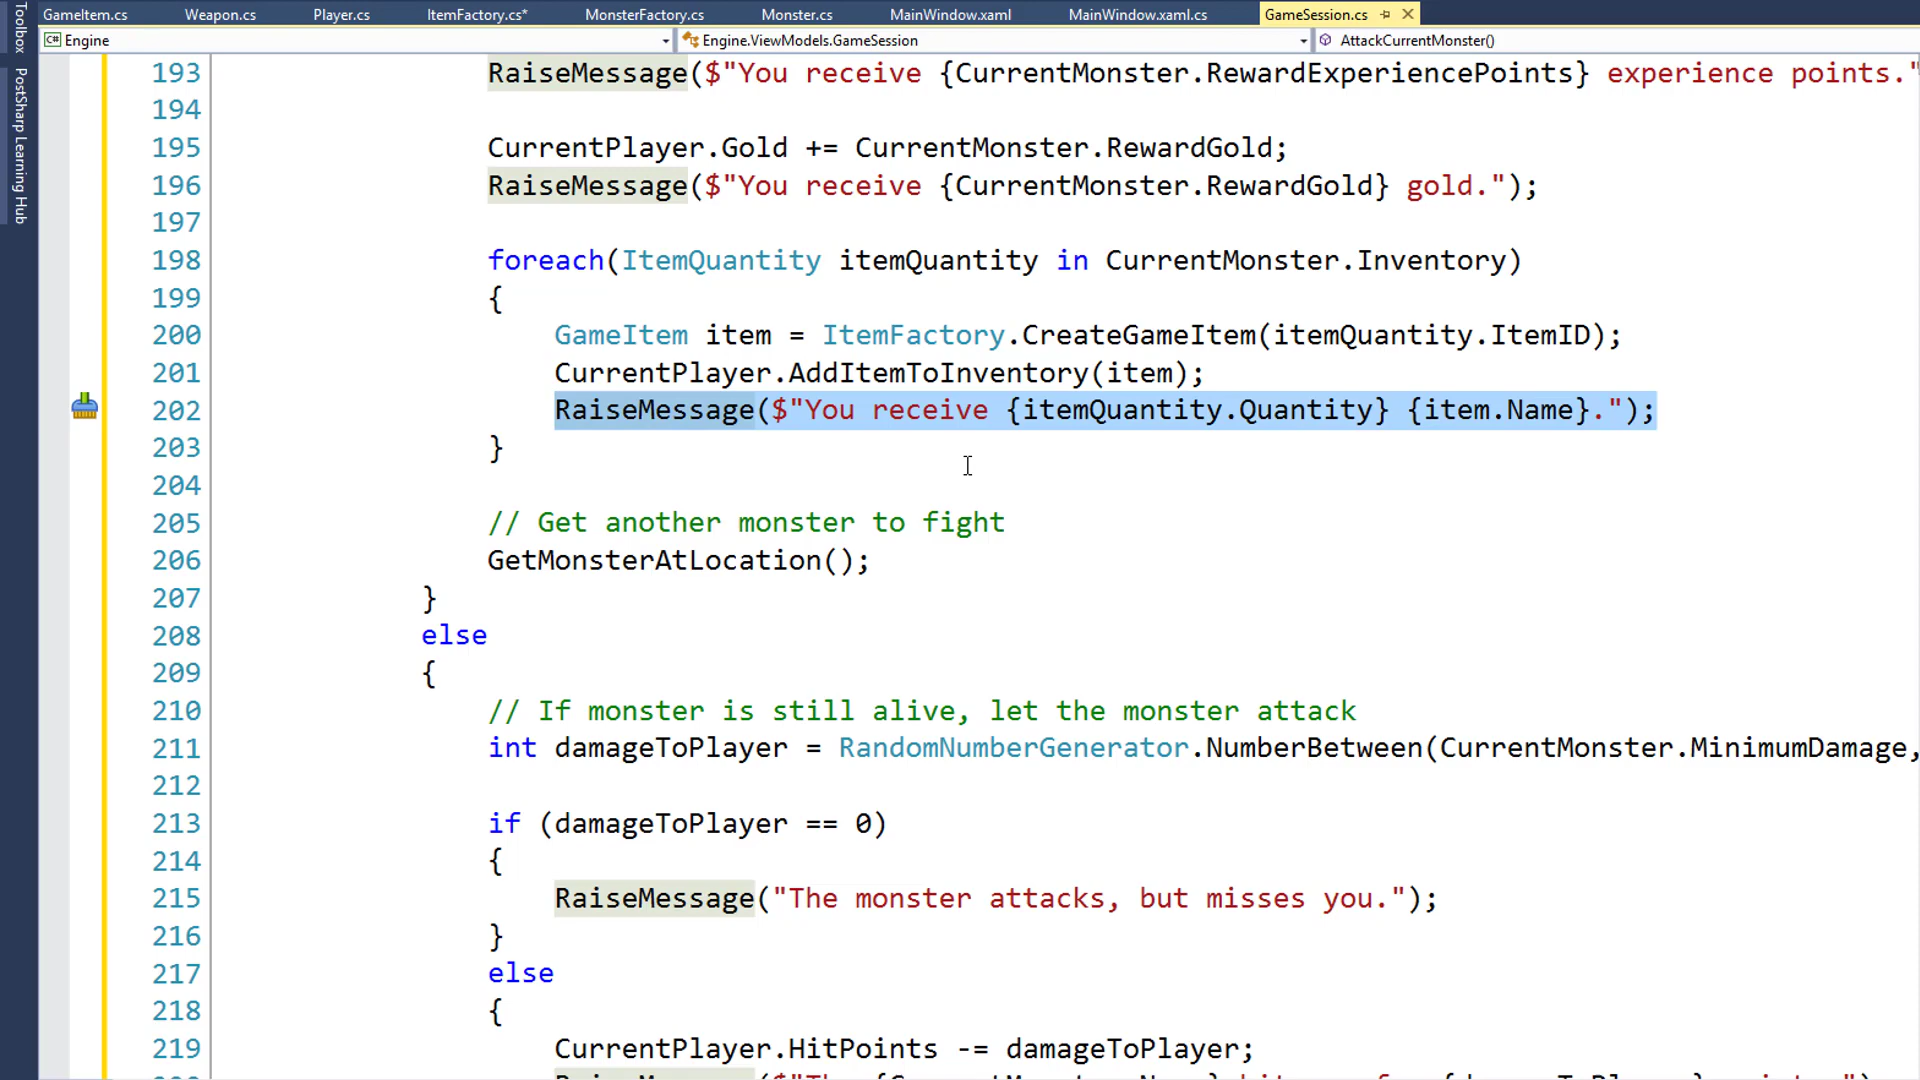 GameItem.cs Weapon.cs Player.cs ItemFactory.cs* MonsterFactory.cs Monster.cs MainWindow.xaml MainWindow.xaml.cs GameSession.cs
C# Engine Engine.ViewModels.GameSession AttackCurrentMonster()
Toolbox
PostSharp Learning Hub
193 RaiseMessage($"You receive {CurrentMonster.RewardExperiencePoints} experience points."
194
195 CurrentPlayer.Gold += CurrentMonster.RewardGold;
196 RaiseMessage($"You receive {CurrentMonster.RewardGold} gold.");
197
198 foreach(ItemQuantity itemQuantity in CurrentMonster.Inventory)
199 {
200 GameItem item = ItemFactory.CreateGameItem(itemQuantity.ItemID);
201 CurrentPlayer.AddItemToInventory(item);
202 RaiseMessage($"You receive {itemQuantity.Quantity} {item.Name}.");
203 }
204
205 // Get another monster to fight
206 GetMonsterAtLocation();
207 }
208 else
209 {
210 // If monster is still alive, let the monster attack
211 int damageToPlayer = RandomNumberGenerator.NumberBetween(CurrentMonster.MinimumDamage,
212
213 if (damageToPlayer == 0)
214 {
215 RaiseMessage("The monster attacks, but misses you.");
216 }
217 else
218 {
219 CurrentPlayer.HitPoints -= damageToPlayer;